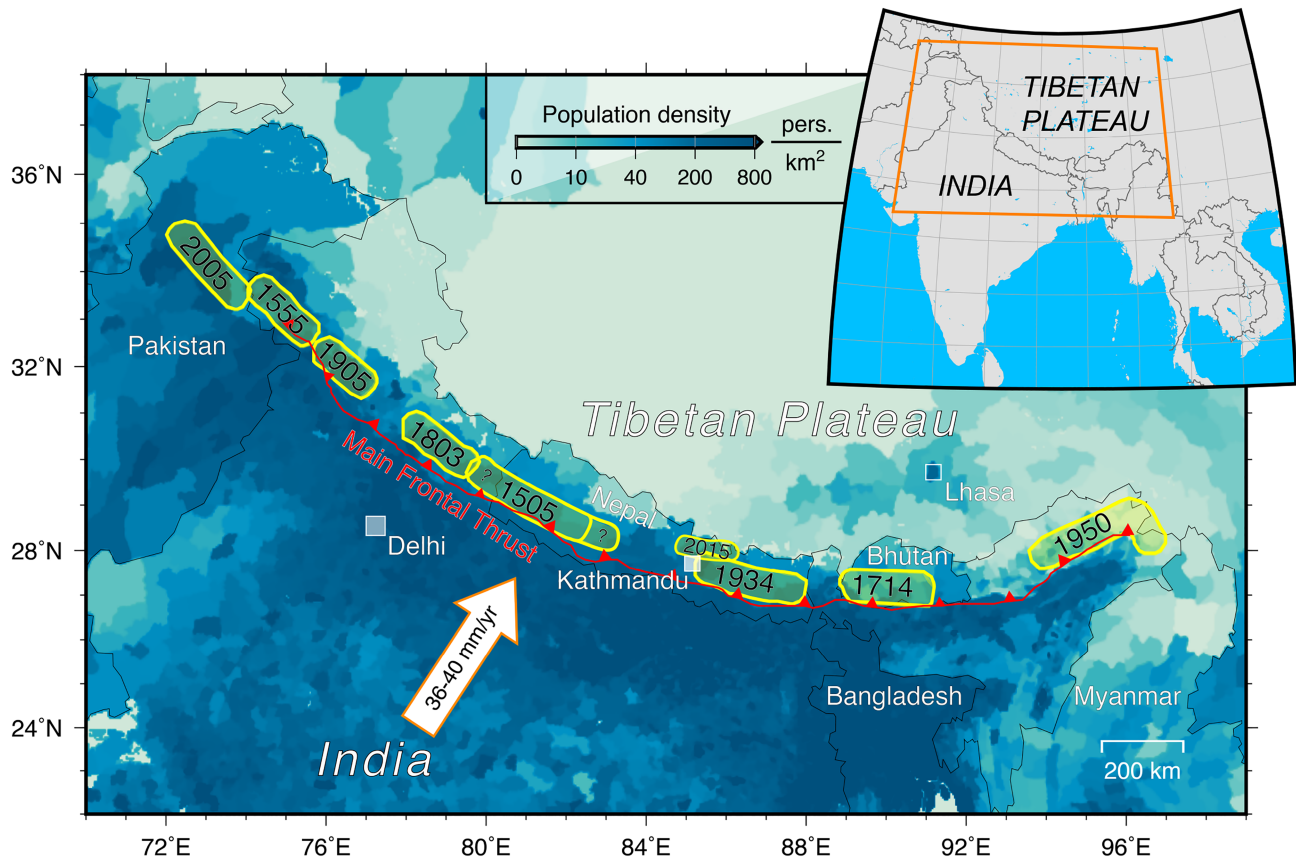 TIBETAN
PLATEAU
INDIA
Population density
pers.
km2
0 10 40 200 800
36°N
32°N
28°N
24°N
2005
1555
1905
Pakistan
1803
? 1505 ?
Main Frontal Thrust
Tibetan Plateau
Nepal
Lhasa
Delhi
2015
Kathmandu
1934
Bhutan
1714
1950
36-40 mm/yr
India
Bangladesh
Myanmar
200 km
72°E 76°E 80°E 84°E 88°E 92°E 96°E